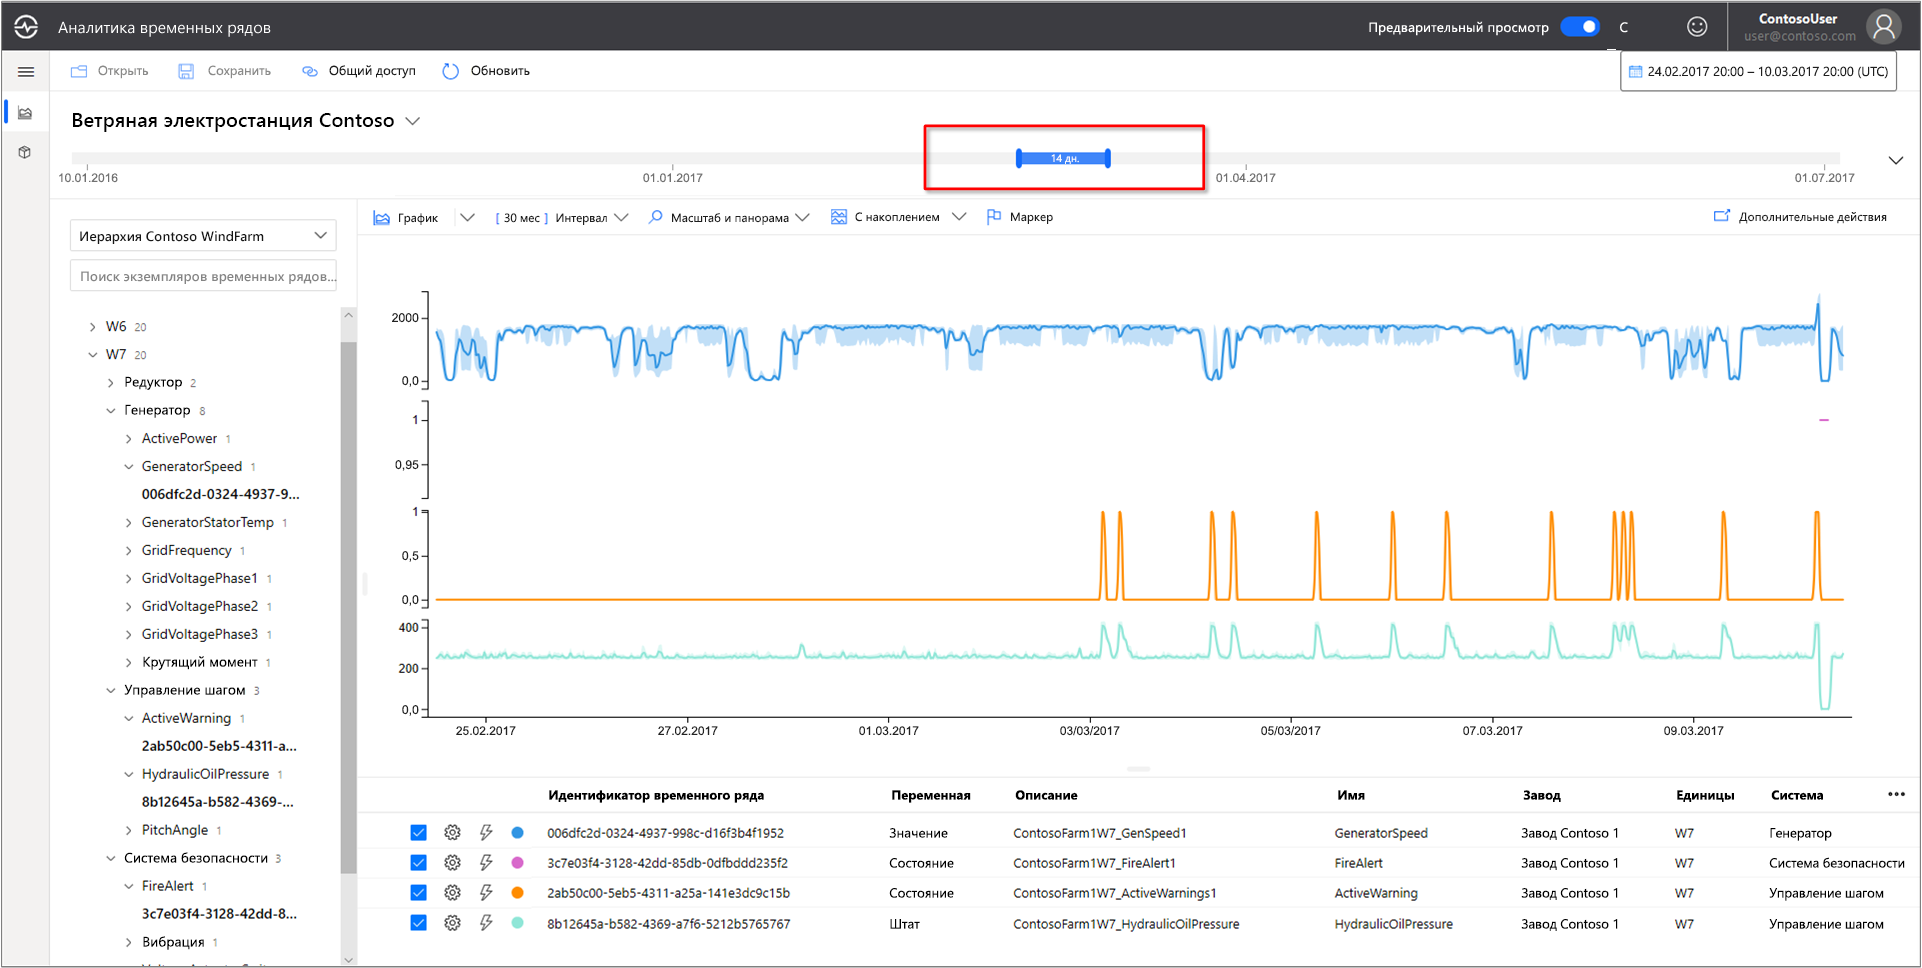 Аналитика временных рядов
Предварительный просмотр
С
ContosoUser
user@contoso.com
Открыть
Сохранить
Общий доступ
Обновить
24.02.2017 20:00 – 10.03.2017 20:00 (UTC)
Ветряная электростанция Contoso
14 дн.
10.01.2016
01.01.2017
01.04.2017
01.07.2017
Иерархия Contoso WindFarm
Поиск экземпляров временных рядов...
График
[ 30 мес ] Интервал
Масштаб и панорама
С накоплением
Маркер
Дополнительные действия
W6 20
W7 20
Редуктор 2
Генератор 8
ActivePower 1
GeneratorSpeed 1
006dfc2d-0324-4937-9...
GeneratorStatorTemp 1
GridFrequency 1
GridVoltagePhase1 1
GridVoltagePhase2 1
GridVoltagePhase3 1
Крутящий момент 1
Управление шагом 3
ActiveWarning 1
2ab50c00-5eb5-4311-a...
HydraulicOilPressure 1
8b12645a-b582-4369-...
PitchAngle 1
Система безопасности 3
FireAlert 1
3c7e03f4-3128-42dd-8...
Вибрация 1
2000
0,0
1
0,95
1
0,5
0,0
400
200
0,0
25.02.2017
27.02.2017
01.03.2017
03/03/2017
05/03/2017
07.03.2017
09.03.2017
Идентификатор временного ряда Переменная Описание Имя Завод Единицы Система
006dfc2d-0324-4937-998c-d16f3b4f1952 Значение ContosoFarm1W7_GenSpeed1 GeneratorSpeed Завод Contoso 1 W7 Генератор
3c7e03f4-3128-42dd-85db-0dfbddd235f2 Состояние ContosoFarm1W7_FireAlert1 FireAlert Завод Contoso 1 W7 Система безопасности
2ab50c00-5eb5-4311-a25a-141e3dc9c15b Состояние ContosoFarm1W7_ActiveWarnings1 ActiveWarning Завод Contoso 1 W7 Управление шагом
8b12645a-b582-4369-a7f6-5212b5765767 Штат ContosoFarm1W7_HydraulicOilPressure HydraulicOilPressure Завод Contoso 1 W7 Управление шагом